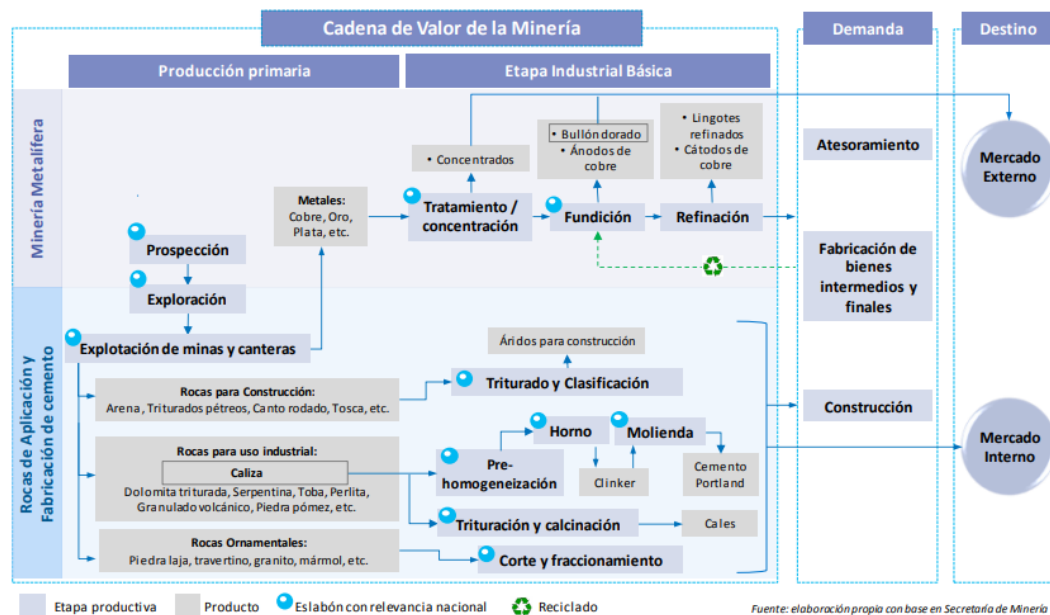 Cadena de Valor de la Minería
Demanda
Destino
Producción primaria
Etapa Industrial Básica
Minería Metalífera
• Concentrados
• Bullón dorado
• Ánodos de
cobre
• Lingotes
refinados
• Cátodos de
cobre
Atesoramiento
Mercado
Externo
Metales:
Cobre, Oro,
Plata, etc.
Tratamiento /
concentración
Fundición
Refinación
Prospección
Exploración
Fabricación de
bienes
intermedios y
finales
Rocas de Aplicación y
Fabricación de cemento
Explotación de minas y canteras
Áridos para construcción
Rocas para Construcción:
Arena, Triturados pétreos, Canto rodado, Tosca, etc.
Triturado y Clasificación
Construcción
Rocas para uso industrial:
Caliza
Dolomita triturada, Serpentina, Toba, Perlita,
Granulado volcánico, Piedra pómez, etc.
Pre-
homogeneización
Horno
Molienda
Clinker
Cemento
Portland
Mercado
Interno
Trituración y calcinación
Cales
Rocas Ornamentales:
Piedra laja, travertino, granito, mármol, etc.
Corte y fraccionamiento
Etapa productiva
Producto
Eslabón con relevancia nacional
Reciclado
Fuente: elaboración propia con base en Secretaría de Minería